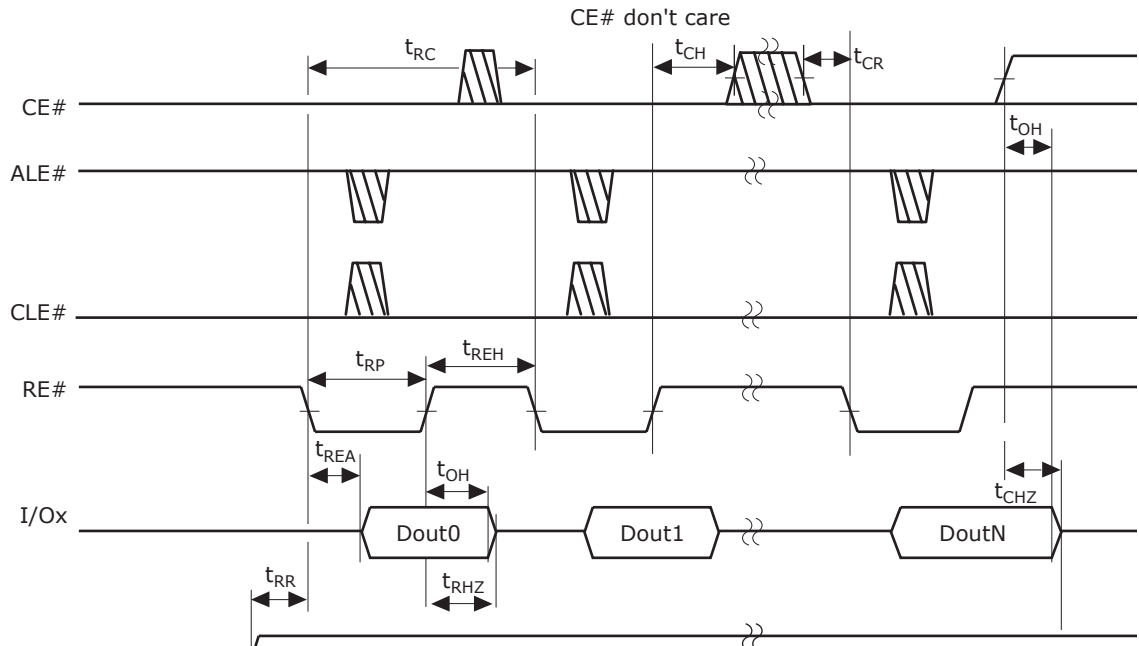 CE# don't care
tRC
tCH
tCR
CE#
tOH
ALE#
CLE#
tRP
tREH
RE#
tREA
tOH
tCHZ
I/Ox
Dout0
Dout1
DoutN
tRR
tRHZ